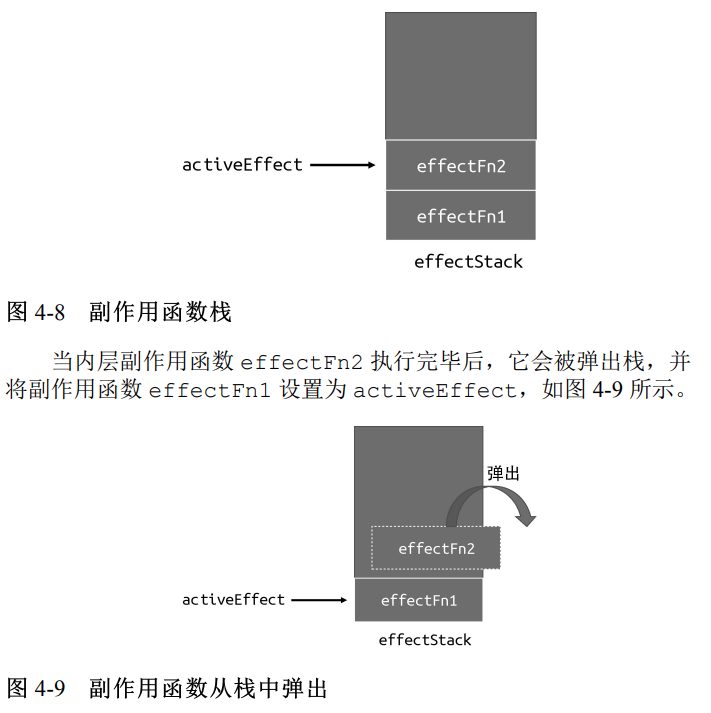 activeEffect
effectFn2
effectFn1
effectStack
图 4-8 副作用函数栈
当内层副作用函数 effectFn2 执行完毕后，它会被弹出栈，并
将副作用函数 effectFn1 设置为 activeEffect，如图 4-9 所示。
弹出
effectFn2
activeEffect
effectFn1
effectStack
图 4-9 副作用函数从栈中弹出